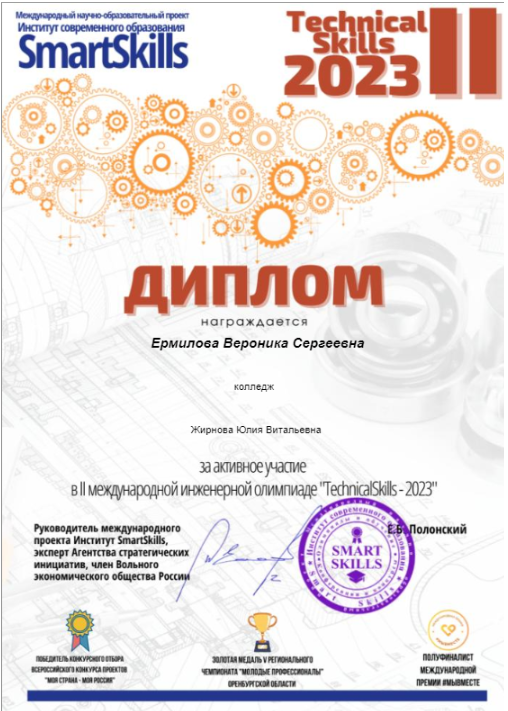 Международный научно-образовательный проект
Институт современного образования
SmartSkills
Technical
Skills
2023
II
ДИПЛОМ
награждается
Ермилова Вероника Сергеевна
колледж
Жирнова Юлия Витальевна
за активное участие
в II международной инженерной олимпиаде "TechnicalSkills - 2023"
Руководитель международного
проекта Институт SmartSkills,
эксперт Агентства стратегических
инициатив, член Вольного
экономического общества России
Е.Б. Полонский
Институт современного образования
SMART
SKILLS
Smart Skills
ПОБЕДИТЕЛЬ КОНКУРСНОГО ОТБОРА
ВСЕРОССИЙСКОГО КОНКУРСА ПРОЕКТОВ
"МОЯ СТРАНА - МОЯ РОССИЯ"
ЗОЛОТАЯ МЕДАЛЬ V РЕГИОНАЛЬНОГО
ЧЕМПИОНАТА "МОЛОДЫЕ ПРОФЕССИОНАЛЫ"
ОРЕНБУРГСКОЙ ОБЛАСТИ
ПОЛУФИНАЛИСТ
МЕЖДУНАРОДНОЙ
ПРЕМИИ #МЫВМЕСТЕ